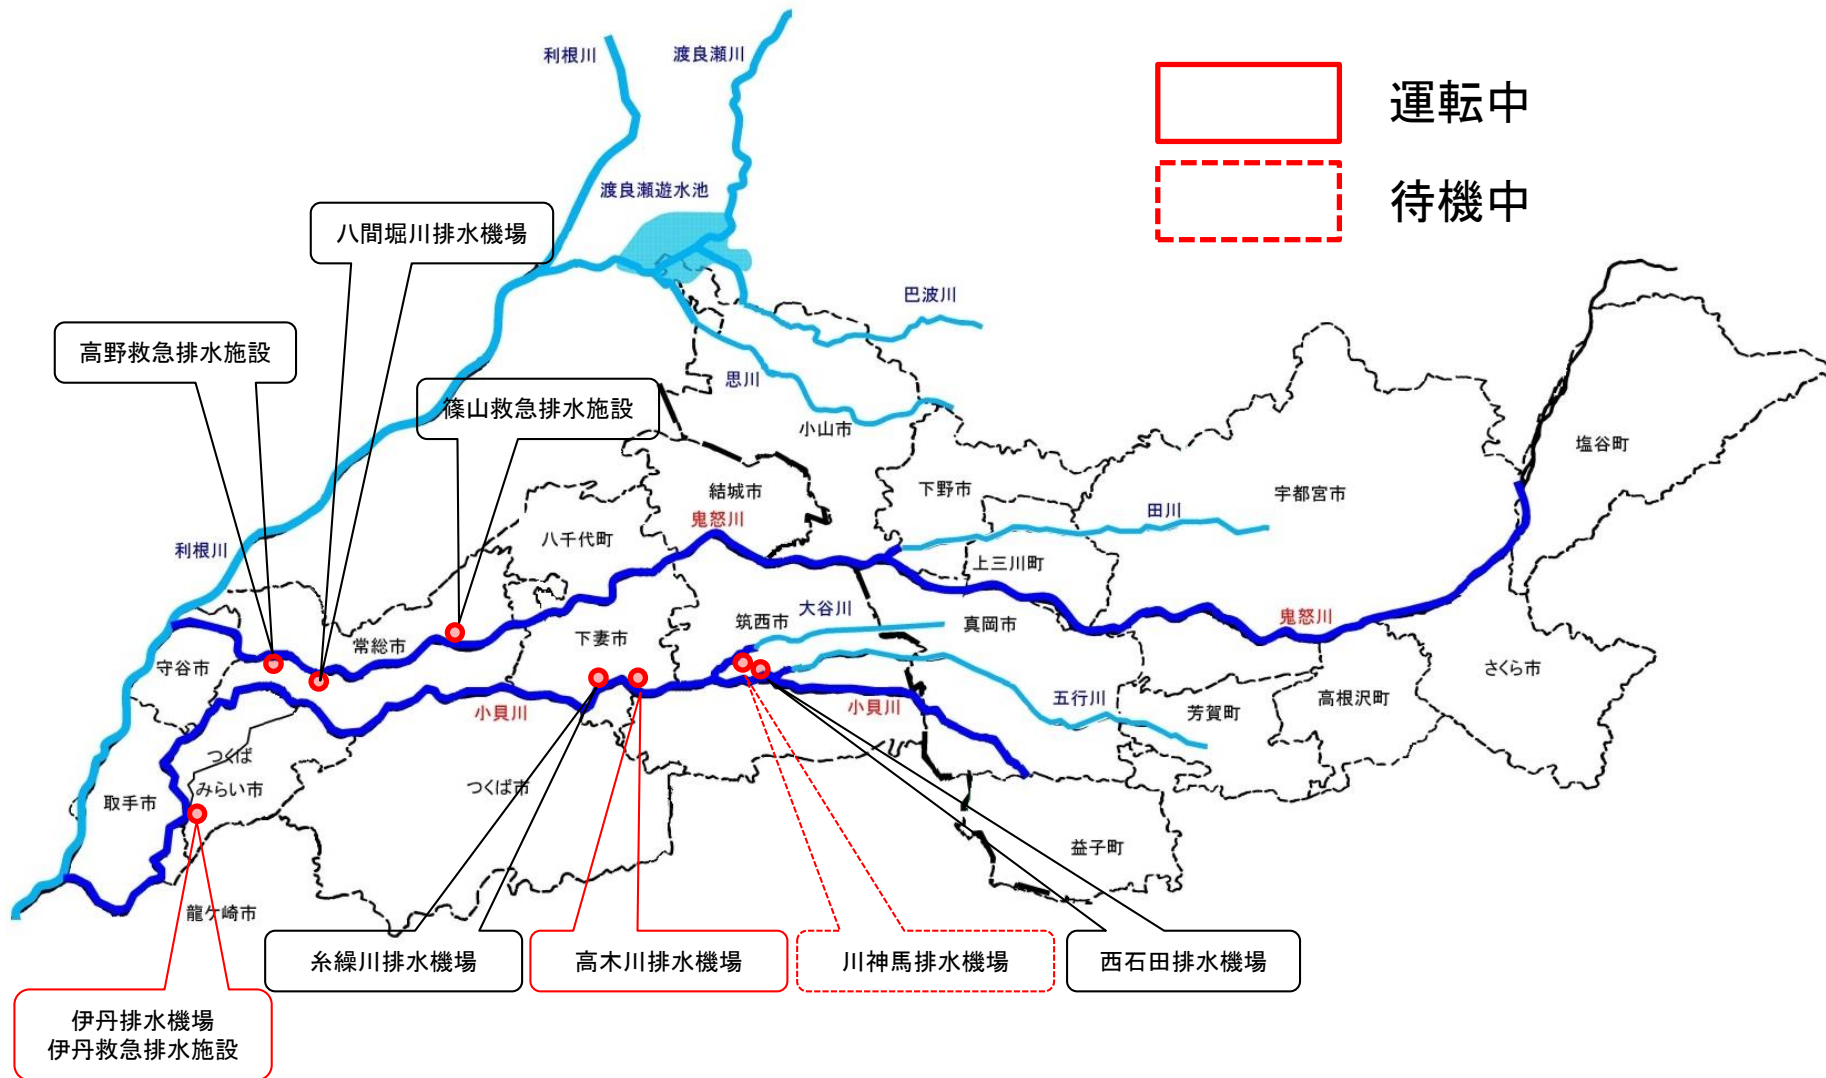 利根川
渡良瀬川
運転中
待機中
渡良瀬遊水池
八間堀川排水機場
巴波川
高野救急排水施設
思川
篠山救急排水施設
小山市
塩谷町
結城市
下野市
宇都宮市
鬼怒川
田川
八千代町
利根川
上三川町
大谷川
筑西市
真岡市
鬼怒川
常総市
下妻市
守谷市
さくら市
高根沢町
五行川
芳賀町
小貝川
小貝川
つくば
みらい市
つくば市
取手市
益子町
龍ケ崎市
糸繰川排水機場
高木川排水機場
川神馬排水機場
西石田排水機場
伊丹排水機場
伊丹救急排水施設